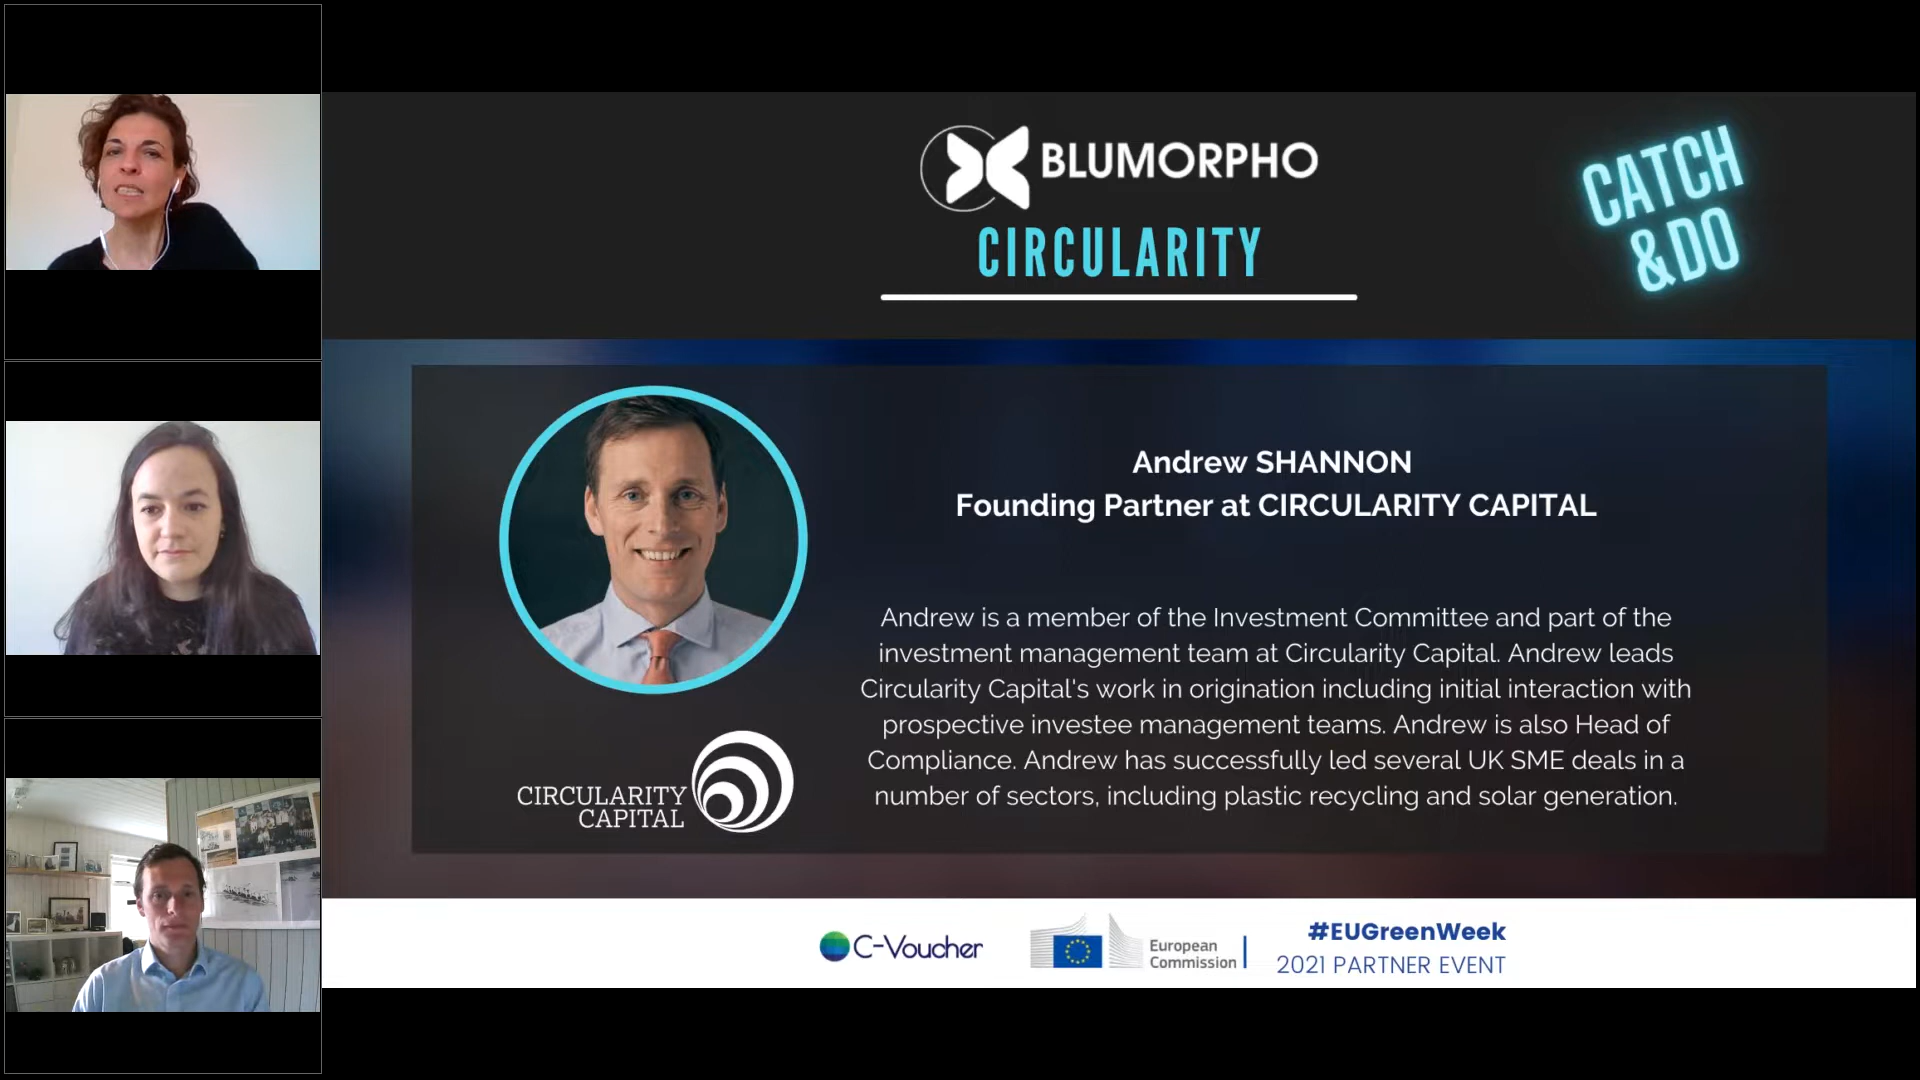 BLUMORPHO
CIRCULARITY
CATCH
&DO
Andrew SHANNON
Founding Partner at CIRCULARITY CAPITAL
Andrew is a member of the Investment Committee and part of the
investment management team at Circularity Capital. Andrew leads
Circularity Capital's work in origination including initial interaction with
prospective investee management teams. Andrew is also Head of
Compliance. Andrew has successfully led several UK SME deals in a
number of sectors, including plastic recycling and solar generation.
CIRCULARITY
CAPITAL
C-Voucher
European
Commission
#EUGreenWeek
2021 PARTNER EVENT